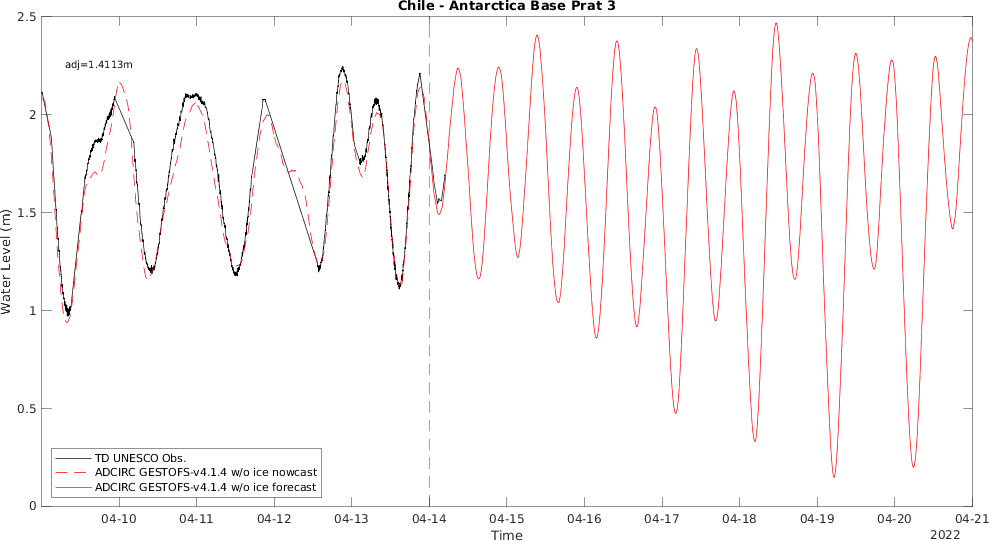 Chile - Antarctica Base Prat 3
2.5
adj=1.4113m
2
1.5
Water Level (m)
1
0.5
TD UNESCO Obs.
ADCIRC GESTOFS-v4.1.4 w/o ice nowcast
ADCIRC GESTOFS-v4.1.4 w/o ice forecast
0
04-10 04-11 04-12 04-13 04-14 04-15 04-16 04-17 04-18 04-19 04-20 04-21
Time
2022